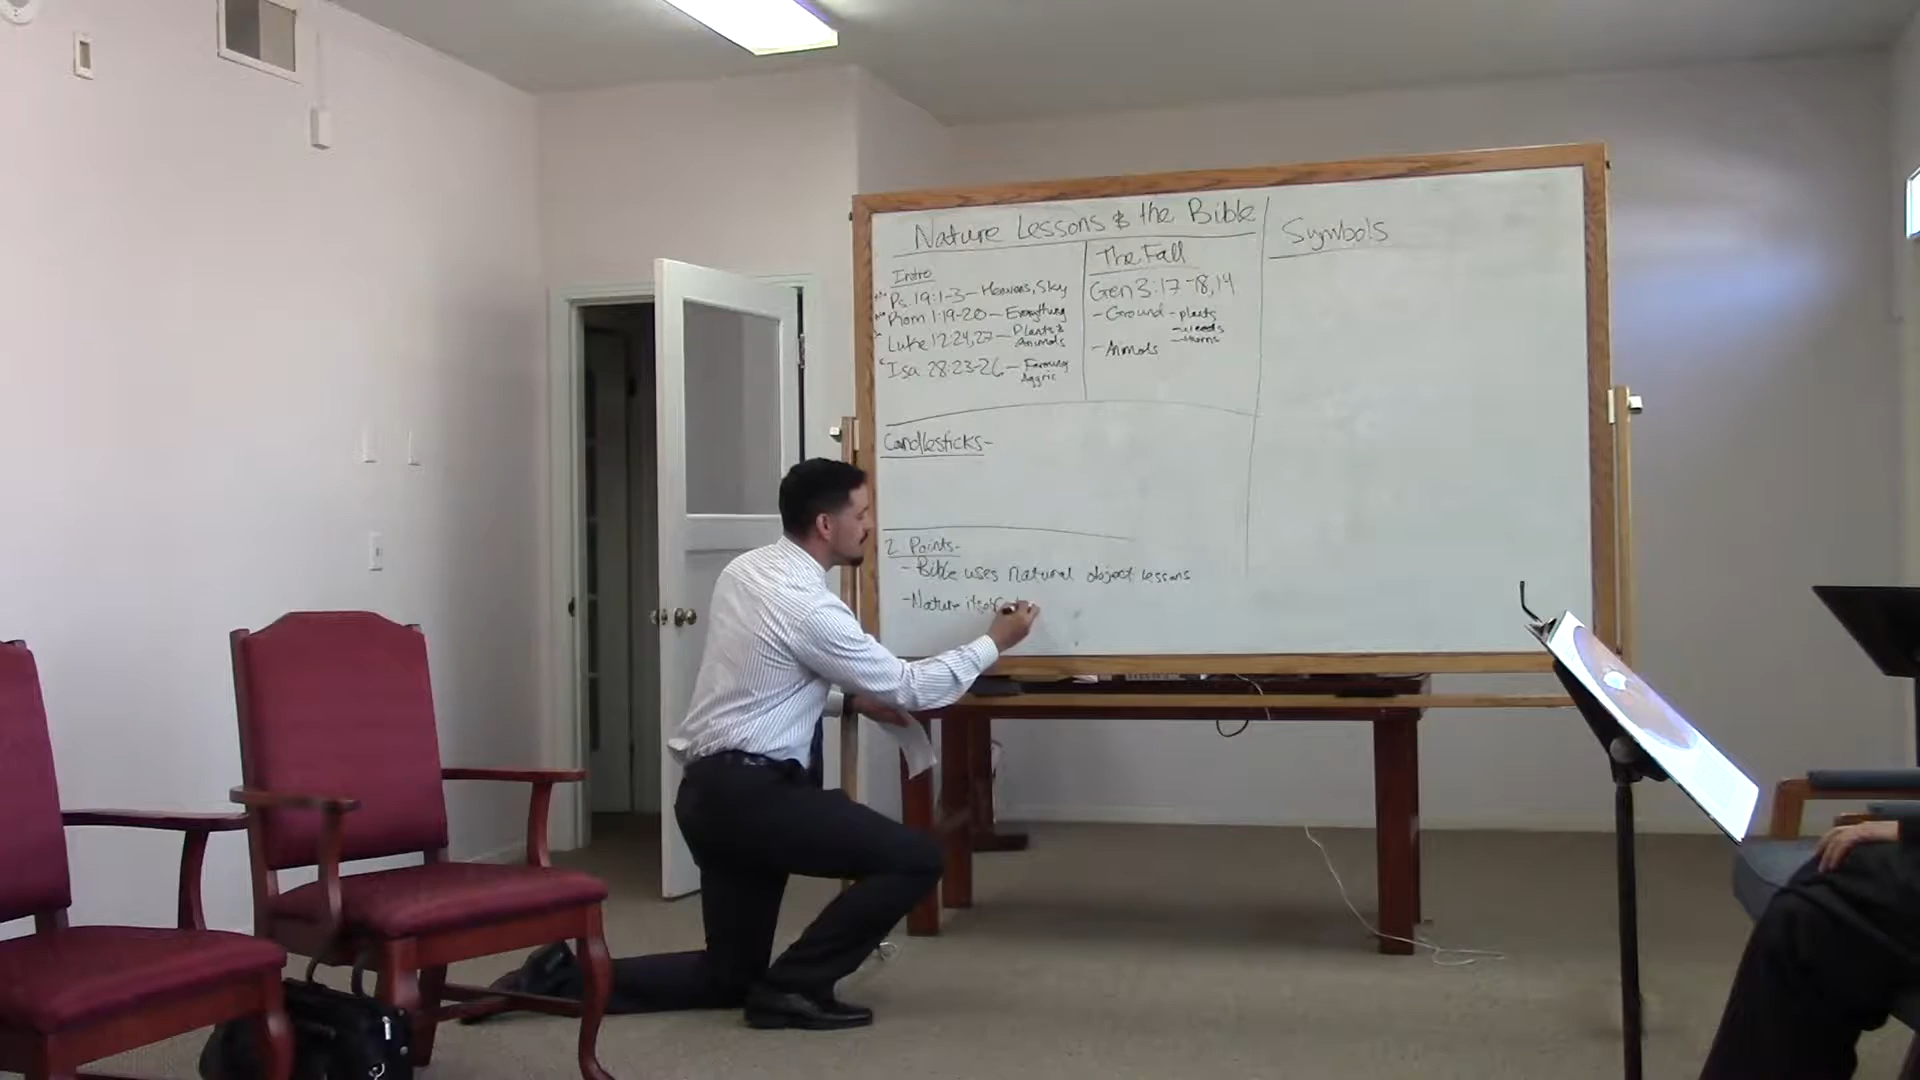 Nature Lessons & the Bible
Intro
Ps. 19:1-3 - Heavens, Sky
Rom 1:19-20 - Everything
Luke 12:24,27 - Plants & Animals
Isa 28:23-26 - Farming Aggric
The Fall
Gen 3:17-18,14
- Ground - plants
- weeds
- thorns
- Animals
Candlesticks-
2 Points-
- Bible uses natural object lessons
- Nature itself
Symbols